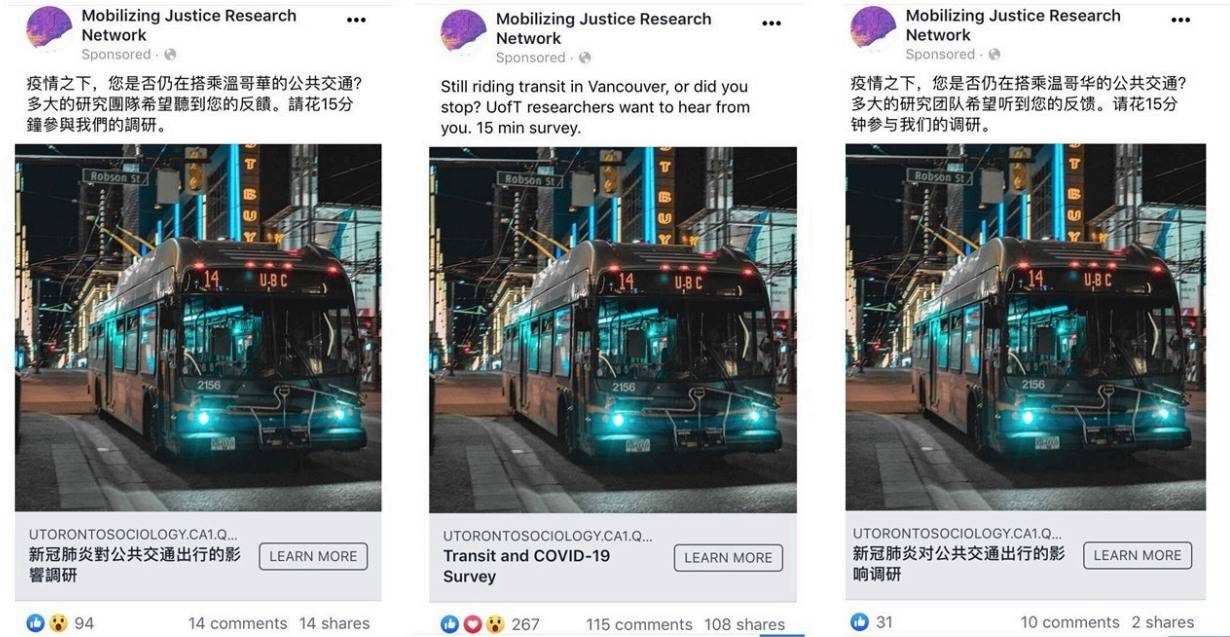 Mobilizing Justice Research
Network
Sponsored ·
疫情之下，您是否仍在搭乘溫哥華的公共交通?
多大的研究團隊希望聽到您的反饋。請花15分
鐘參與我們的調研。
Robson St
ST BUY
14 UBC
2156
UTORONTOSOCIOLOGY.CA1.Q...
新冠肺炎對公共交通出行的影
響調研
LEARN MORE
94
14 comments 14 shares
Mobilizing Justice Research
Network
Sponsored ·
Still riding transit in Vancouver, or did you
stop? UofT researchers want to hear from
you. 15 min survey.
Robson St
ST BUY
14 UBC
2156
UTORONTOSOCIOLOGY.CA1.Q...
Transit and COVID-19
Survey
LEARN MORE
267
115 comments 108 shares
Mobilizing Justice Research
Network
Sponsored ·
疫情之下，您是否仍在搭乘温哥华的公共交通?
多大的研究团队希望听到您的反馈。请花15分
钟参与我们的调研。
Robson St
ST BUY
14 UBC
2156
UTORONTOSOCIOLOGY.CA1.Q...
新冠肺炎对公共交通出行的影
响调研
LEARN MORE
31
10 comments 2 shares